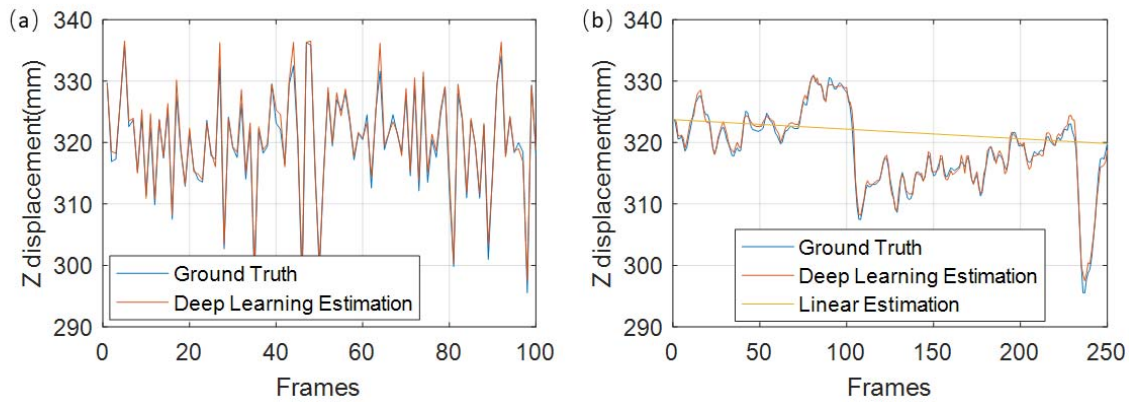 (a)
340
330
320
310
300
290
Z displacement(mm)
Ground Truth
Deep Learning Estimation
0 20 40 60 80 100
Frames
(b)
340
330
320
310
300
290
Z displacement(mm)
Ground Truth
Deep Learning Estimation
Linear Estimation
0 50 100 150 200 250
Frames